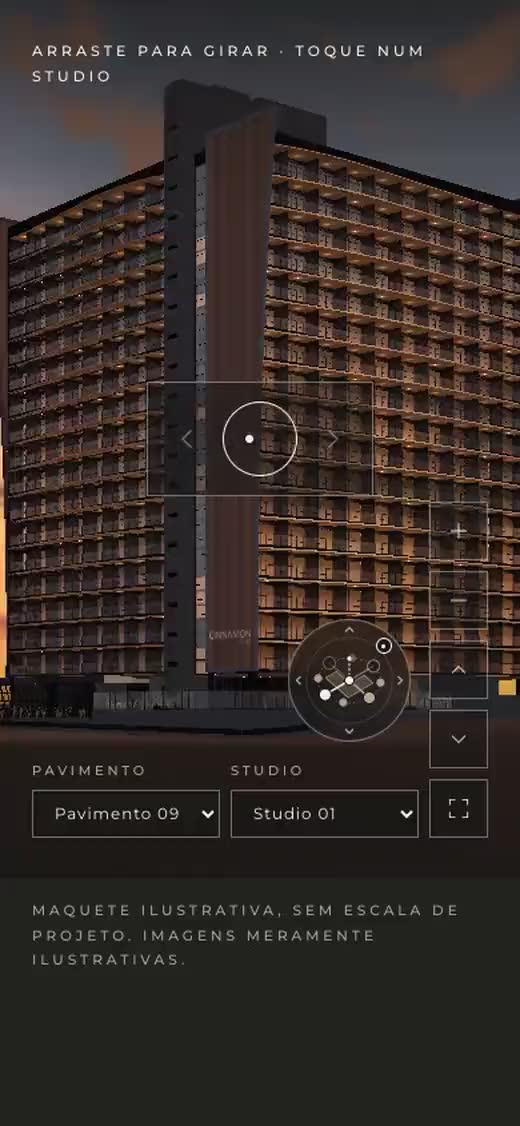 ARRASTE PARA GIRAR · TOQUE NUM
STUDIO
CINNAMON
PAVIMENTO
STUDIO
Pavimento 09
Studio 01
MAQUETE ILUSTRATIVA, SEM ESCALA DE
PROJETO. IMAGENS MERAMENTE
ILUSTRATIVAS.